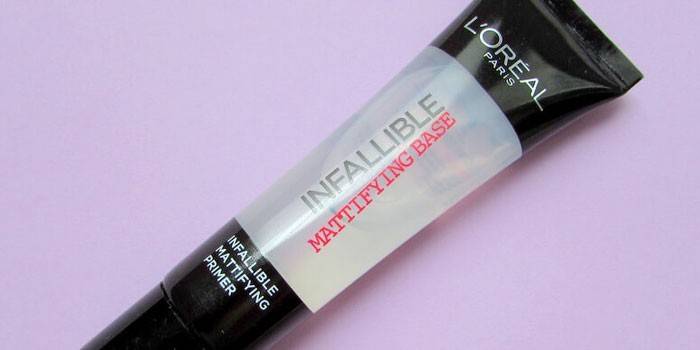 L'ORÉAL
PARIS
INFALLIBLE
MATTIFYING BASE
INFALLIBLE
MATTIFYING
PRIMER